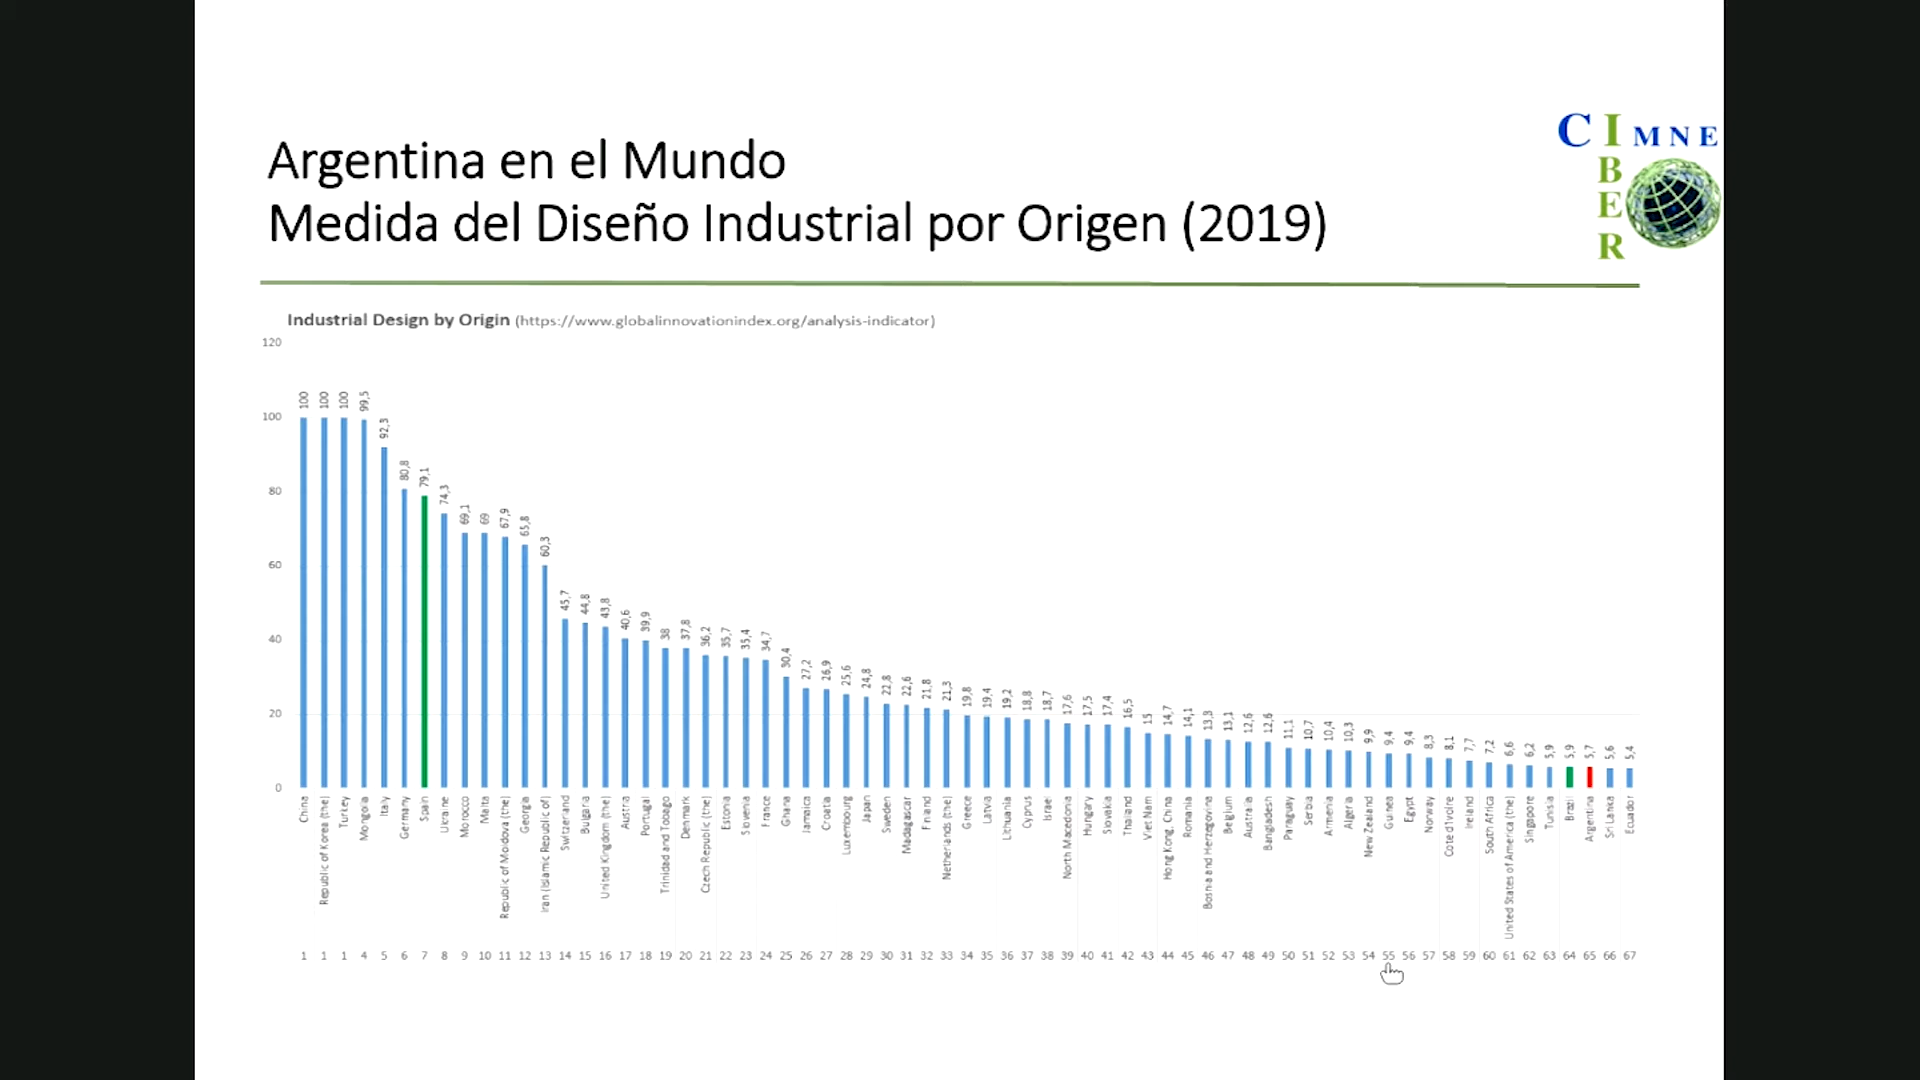 Argentina en el Mundo
Medida del Diseño Industrial por Origen (2019)
C I M N E
B
E
R
Industrial Design by Origin (https://www.globalinnovationindex.org/analysis-indicator)
120
100
80
60
40
20
0
100 100 100 99,5 92,3 80,8 79,1 74,3 69,1 69 67,9 65,8 60,3 45,7 44,8 43,8 40,6 39,9 38 37,8 36,2 35,7 35,4 34,7 30,4 27,2 26,9 25,6 24,8 22,8 22,6 21,8 21,3 19,8 19,4 19,2 18,8 18,7 17,6 17,5 17,4 16,5 15 14,7 14,1 13,3 13,1 12,6 12,6 11,1 10,7 10,4 10,3 9,9 9,4 9,4 8,3 8,1 7,7 7,2 6,6 6,2 5,9 5,9 5,7 5,6 5,4
China
Republic of Korea (the)
Turkey
Mongolia
Italy
Germany
Spain
Ukraine
Morocco
Malta
Republic of Moldova (the)
Georgia
Iran (Islamic Republic of)
Switzerland
Bulgaria
United Kingdom (the)
Austria
Portugal
Trinidad and Tobago
Denmark
Czech Republic (the)
Estonia
Slovenia
France
Ghana
Jamaica
Croatia
Luxembourg
Japan
Sweden
Madagascar
Finland
Netherlands (the)
Greece
Latvia
Lithuania
Cyprus
Israel
North Macedonia
Hungary
Slovakia
Thailand
Viet Nam
Hong Kong, China
Romania
Bosnia and Herzegovina
Belgium
Australia
Bangladesh
Paraguay
Serbia
Armenia
Algeria
New Zealand
Guinea
Egypt
Norway
Cote d'Ivoire
Ireland
South Africa
United States of America (the)
Singapore
Tunisia
Brazil
Argentina
Sri Lanka
Ecuador
1 1 1 4 5 6 7 8 9 10 11 12 13 14 15 16 17 18 19 20 21 22 23 24 25 26 27 28 29 30 31 32 33 34 35 36 37 38 39 40 41 42 43 44 45 46 47 48 49 50 51 52 53 54 55 56 57 58 59 60 61 62 63 64 65 66 67